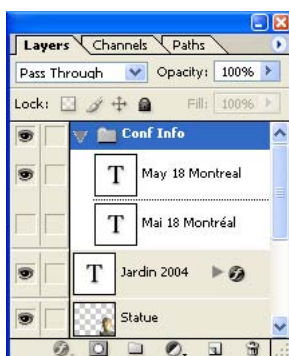 Layers Channels Paths
Pass Through Opacity: 100%
Lock: Fill: 100%
Conf Info
T May 18 Montreal
T Mai 18 Montréal
T Jardin 2004
Statue